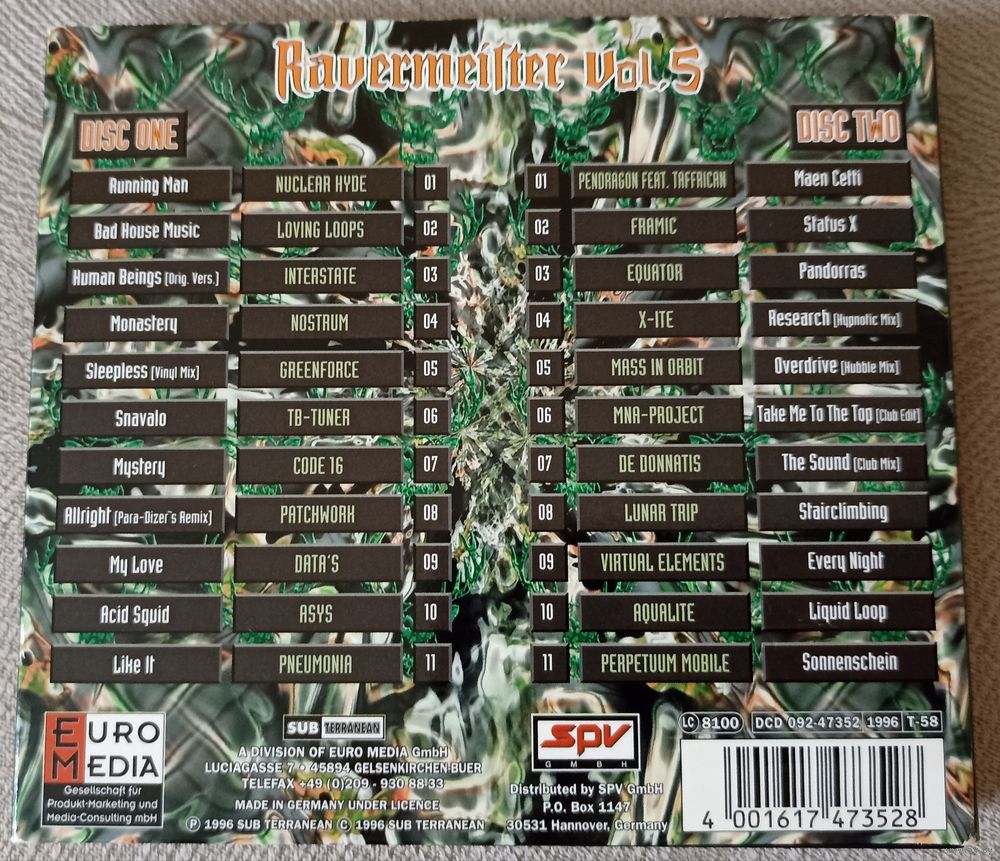 Ravermeister Vol.5
DISC ONE
DISC TWO
Running Man NUCLEAR HYDE 01
Bad House Music LOVING LOOPS 02
Human Beings (Orig. Vers.) INTERSTATE 03
Monastery NOSTRUM 04
Sleepless (Vinyl Mix) GREENFORCE 05
Snavalo TB-TUNER 06
Mystery CODE 16 07
Allright (Para-Dizer's Remix) PATCHWORK 08
My Love DATA'S 09
Acid Squid ASYS 10
Like It PNEUMONIA 11
01 PENDRAGON FEAT. TAFFRICAN Maen Cetti
02 FRAMIC Status X
03 EQUATOR Pandorras
04 X-ITE Research (Hypnotic Mix)
05 MASS IN ORBIT Overdrive (Hubble Mix)
06 MNA-PROJECT Take Me To The Top (Club Edit)
07 DE DONNATIS The Sound (Club Mix)
08 LUNAR TRIP Stairclimbing
09 VIRTUAL ELEMENTS Every Night
10 AQUALITE Liquid Loop
11 PERPETUUM MOBILE Sonnenschein
EURO
MEDIA
Gesellschaft für
Produkt-Marketing und
Media-Consulting mbH
SUB TERRANEAN
A DIVISION OF EURO MEDIA GmbH
LUCIAGASSE 7 • 45894 GELSENKIRCHEN-BUER
TELEFAX +49 (0)209 - 930 88 33
MADE IN GERMANY UNDER LICENCE
℗ 1996 SUB TERRANEAN © 1996 SUB TERRANEAN
SPV
GMBH
Distributed by SPV GmbH
P.O. Box 1147
30531 Hannover, Germany
LC 8100 DCD 092-47352 1996 T-58
4 001617 473528